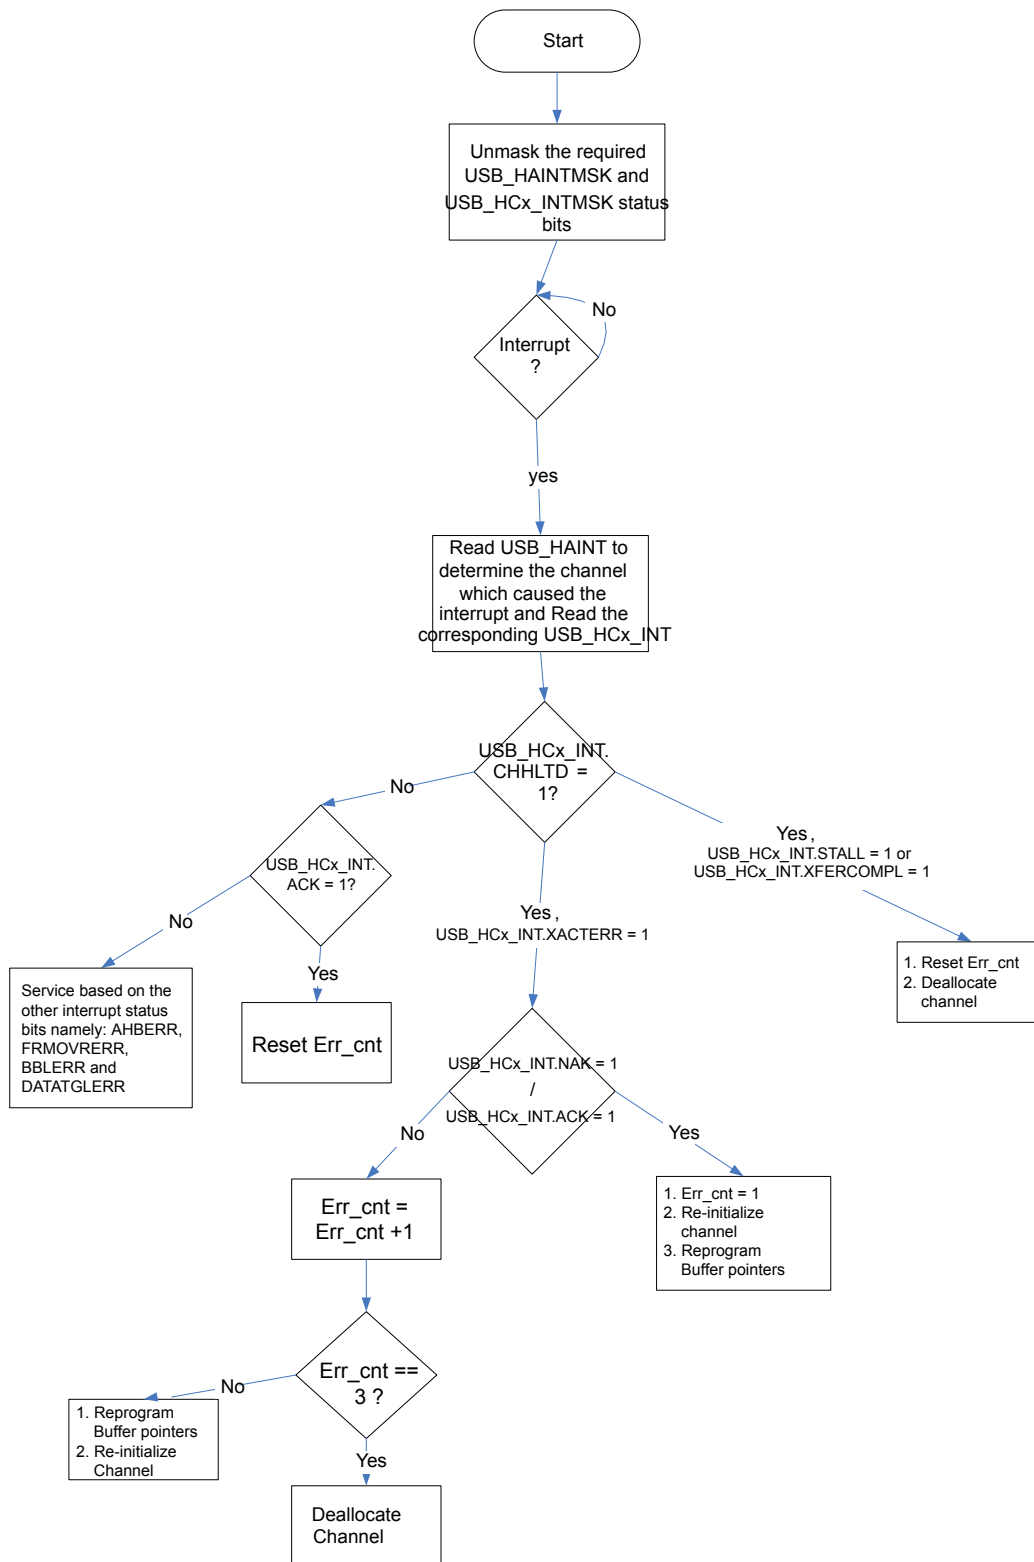 Start
Unmask the required
USB_HAINTMSK and
USB_HCx_INTMSK status
bits
No
Interrupt
?
yes
Read USB_HAINT to
determine the channel
which caused the
interrupt and Read the
corresponding USB_HCx_INT
USB_HCx_INT.
CHHLTD =
1?
No
Yes,
USB_HCx_INT.STALL = 1 or
USB_HCx_INT.XFERCOMPL = 1
USB_HCx_INT.
ACK = 1?
Yes,
USB_HCx_INT.XACTERR = 1
No
Yes
1. Reset Err_cnt
2. Deallocate
channel
Service based on the
other interrupt status
bits namely: AHBERR,
FRMOVRERR,
BBLERR and
DATATGLERR
Reset Err_cnt
USB_HCx_INT.NAK = 1
/
USB_HCx_INT.ACK = 1
No
Yes
Err_cnt =
Err_cnt +1
1. Err_cnt = 1
2. Re-initialize
channel
3. Reprogram
Buffer pointers
Err_cnt ==
3 ?
No
1. Reprogram
Buffer pointers
2. Re-initialize
Channel
Yes
Deallocate
Channel